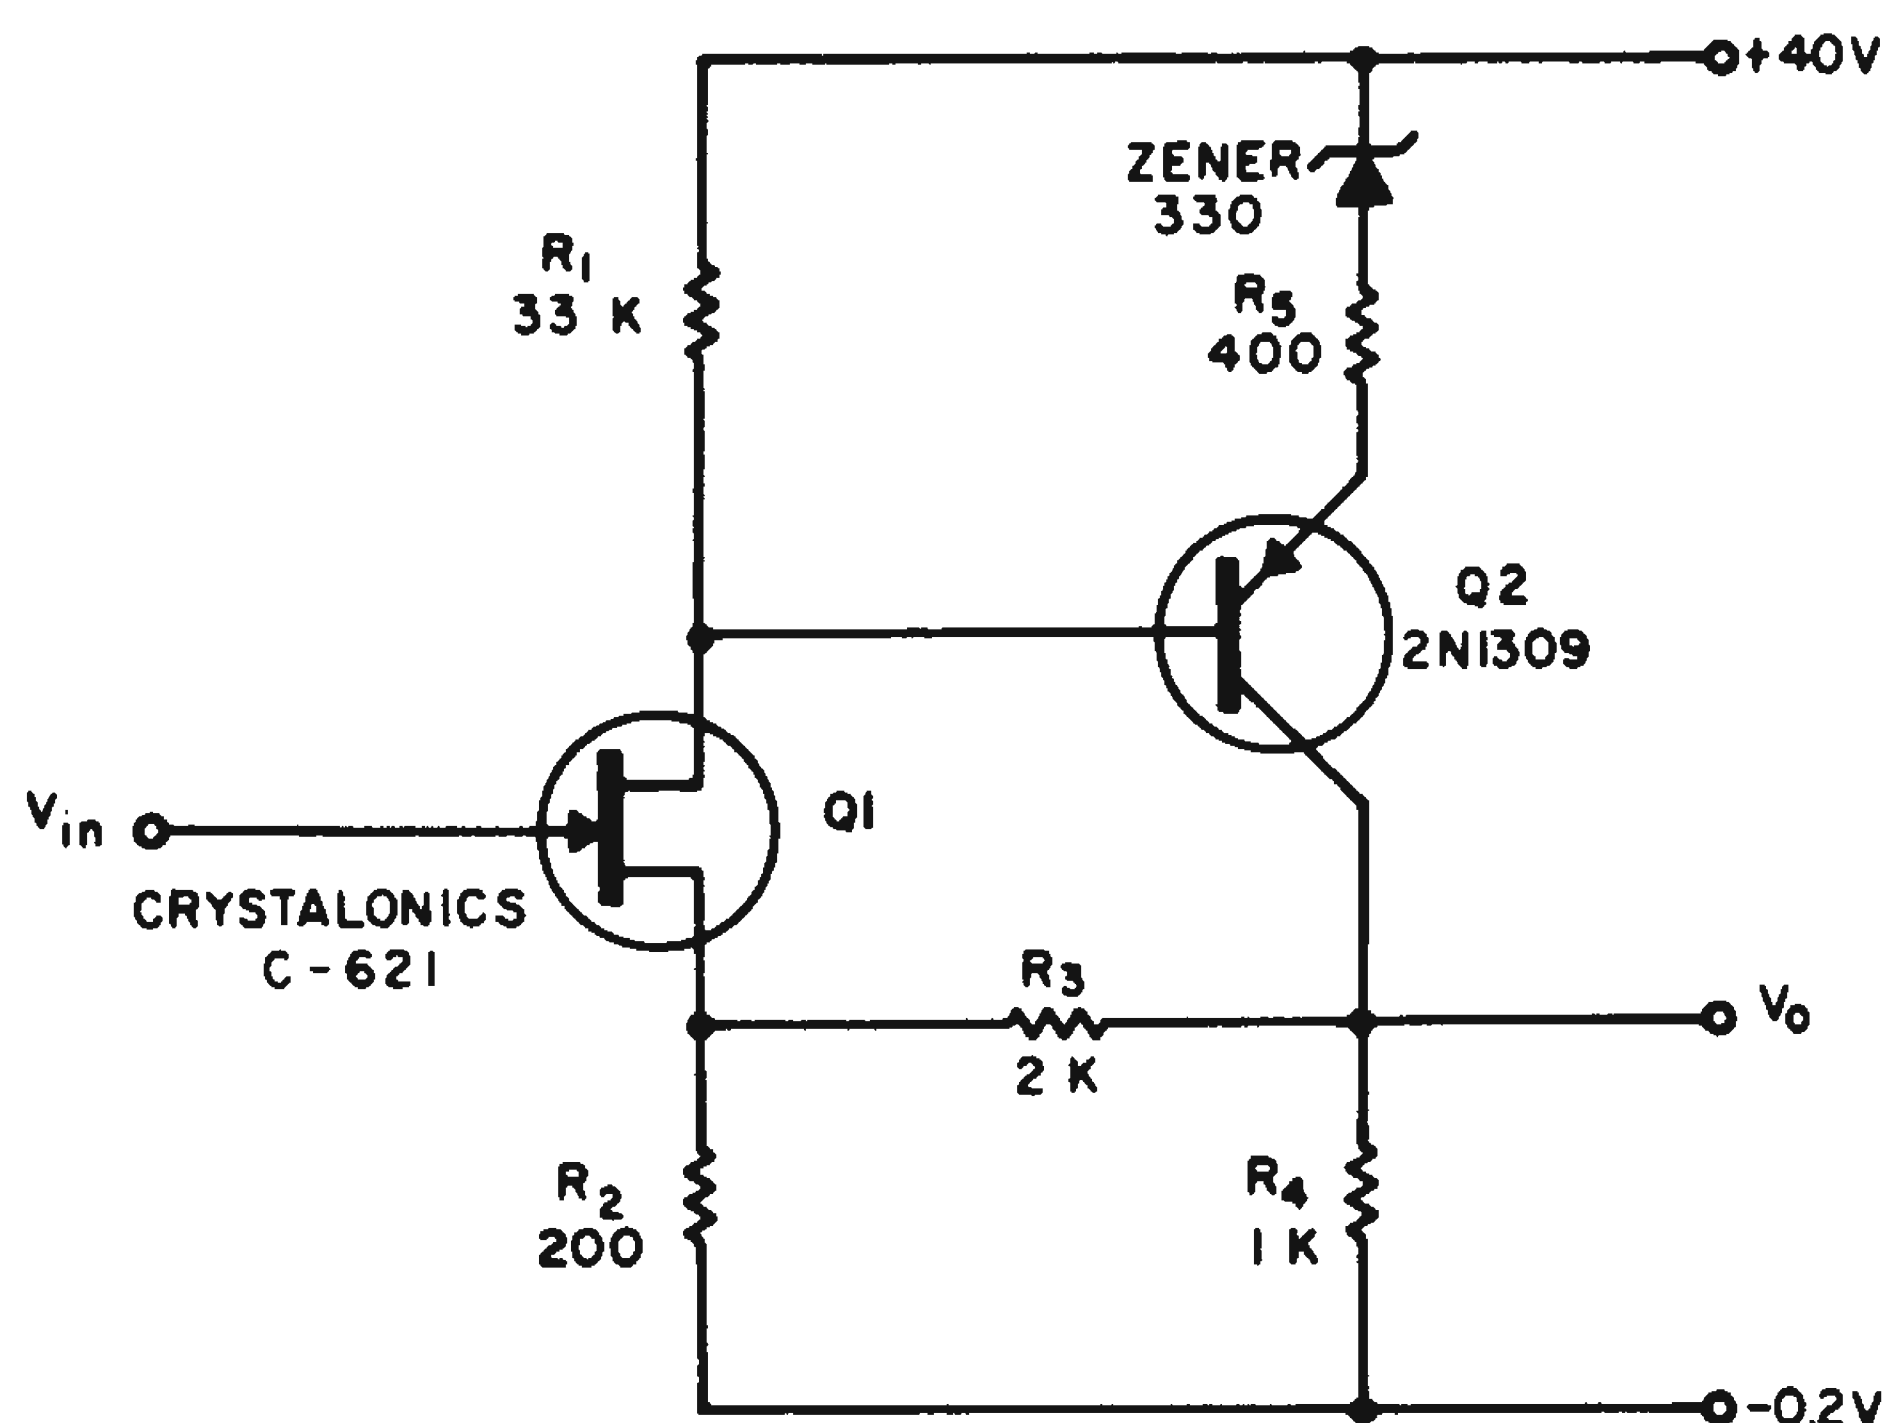 +40V
ZENER
330
R1
33 K
R5
400
Q2
2N1309
Vin
Q1
CRYSTALONICS
C-621
R3
2 K
Vo
R2
200
R4
1 K
-0.2V